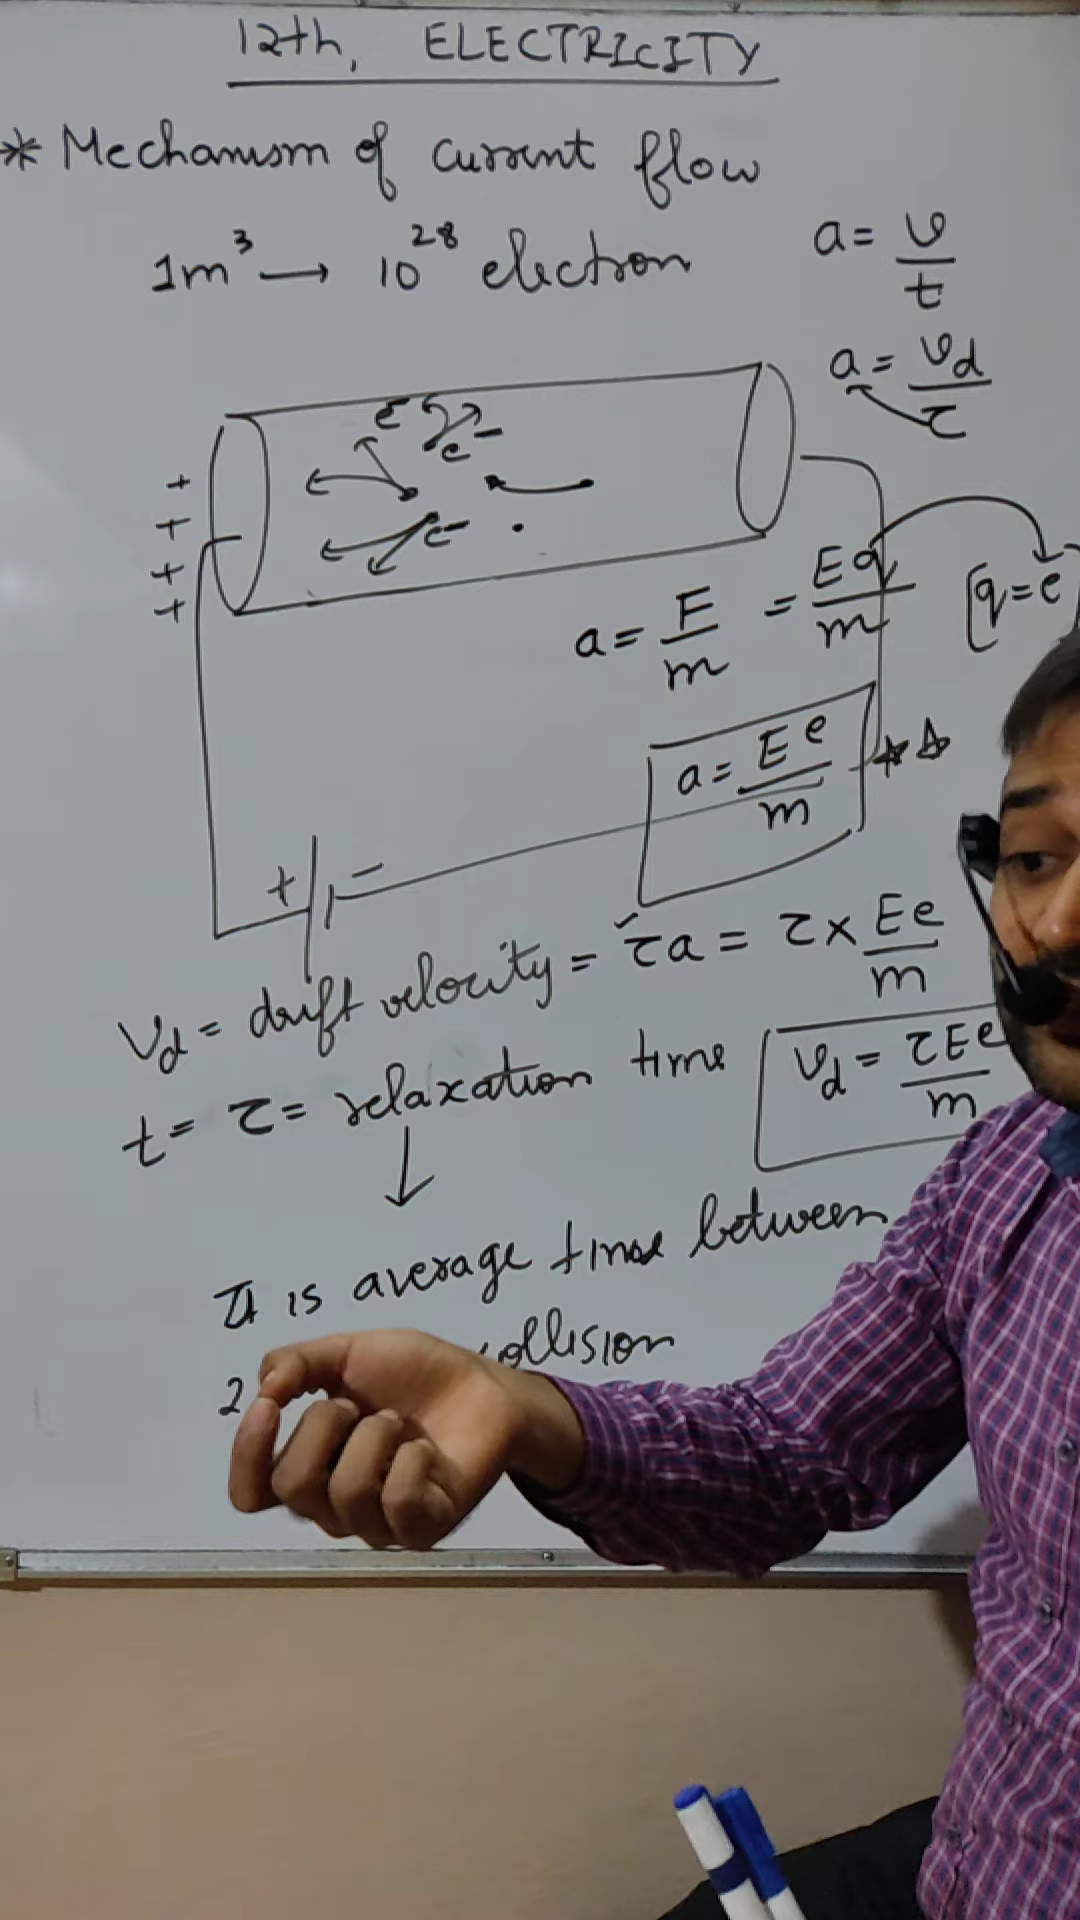 12th, ELECTRICITY
* Mechanism of current flow
1m³ → 10²⁸ electron
a = v/t
a = vd/τ
e⁻ e⁻
e⁻
+
+
+
+
a = F/m = Eq/m [q=e]
a = Ee/m
+ −
Vd = drift velocity = τa = τ × Ee/m
t = τ = relaxation time
vd = τEe/m
↓
It is average time between
2 collision